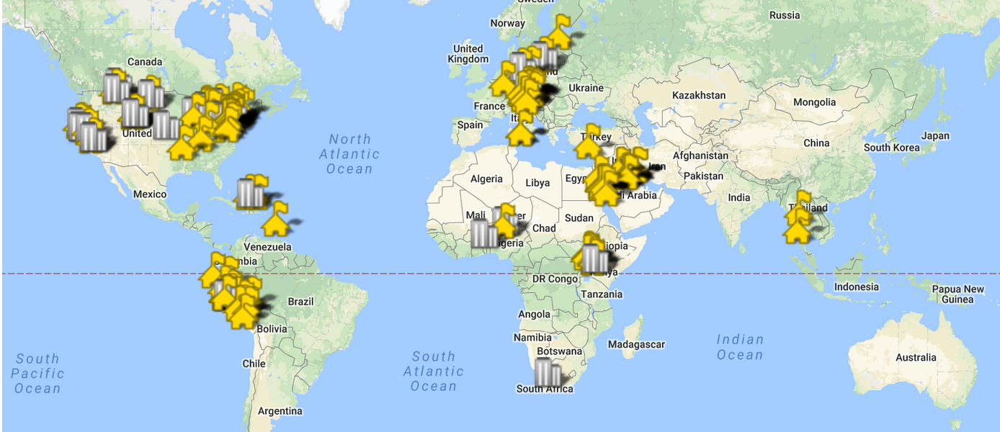 Sweden
Norway
Russia
United
Kingdom
Canada
Ukraine
Kazakhstan
Mongolia
France
Spain
United
Turkey
North
Atlantic
Ocean
Japan
China
South Korea
Afghanistan
Iran
Pakistan
Algeria
Libya
Mexico
India
Mali
Sudan
Chad
Thailand
Venezuela
DR Congo
Indonesia
Papua New
Guinea
Tanzania
Brazil
Angola
Bolivia
Namibia
Madagascar
Botswana
Indian
Ocean
South
Pacific
Ocean
South
Atlantic
Ocean
Chile
Australia
South Africa
Argentina